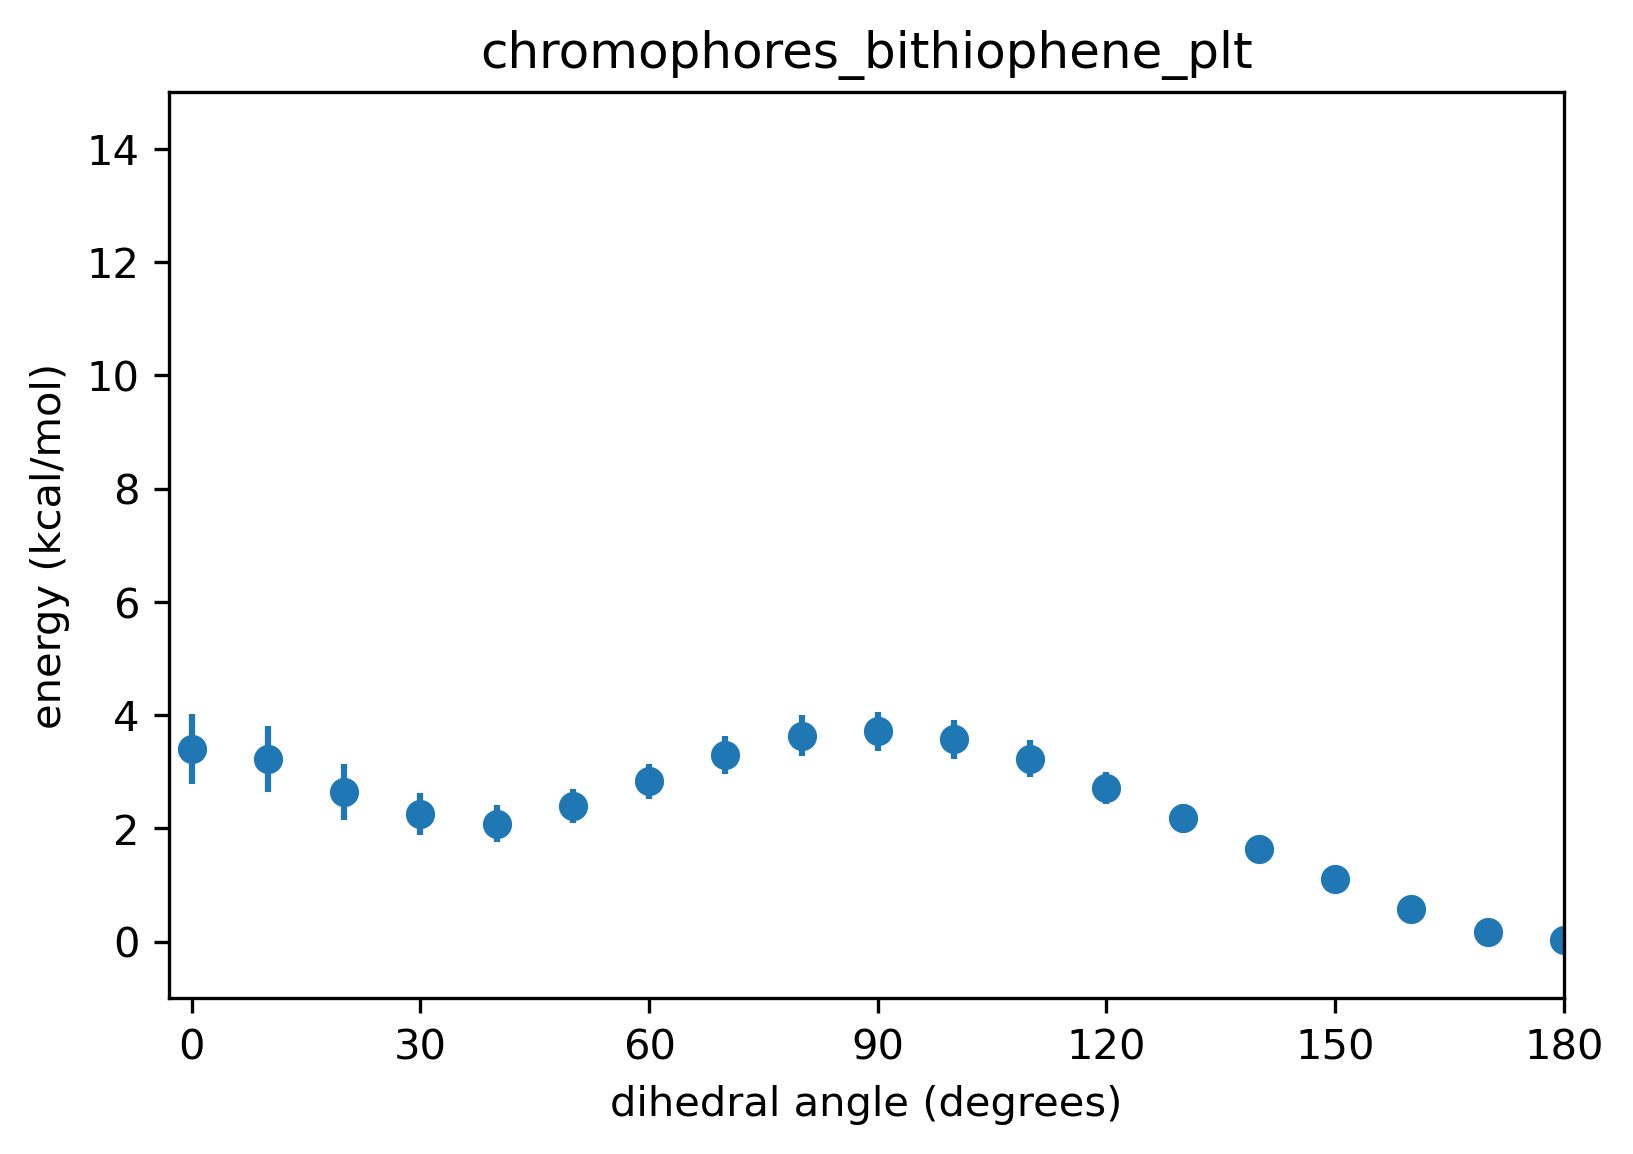 chromophores_bithiophene_plt
14
12
10
8
6
4
2
0
energy (kcal/mol)
0 30 60 90 120 150 180
dihedral angle (degrees)